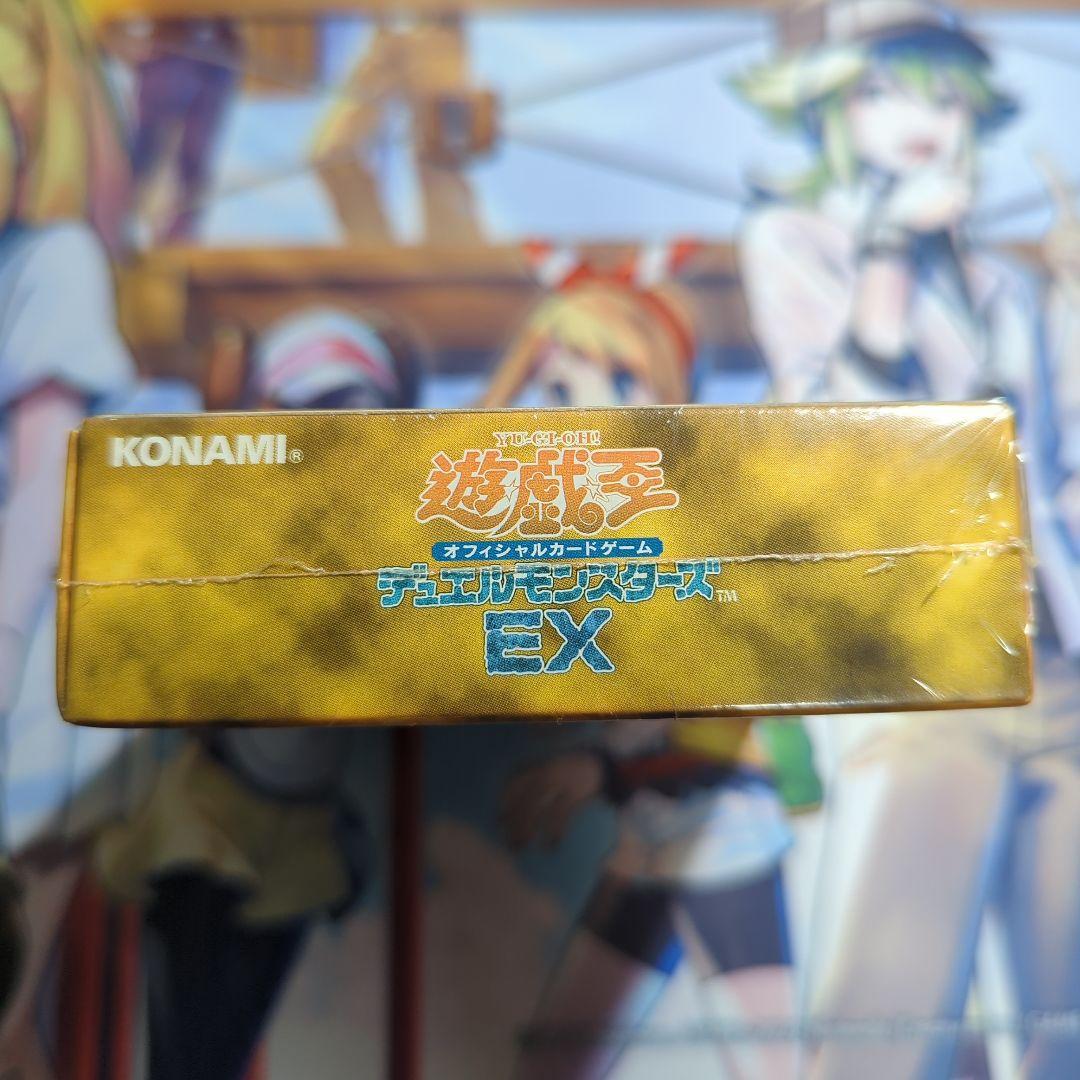 KONAMI®
YU-GI-OH!
遊戯王
オフィシャルカードゲーム
デュエルモンスターズ™
EX